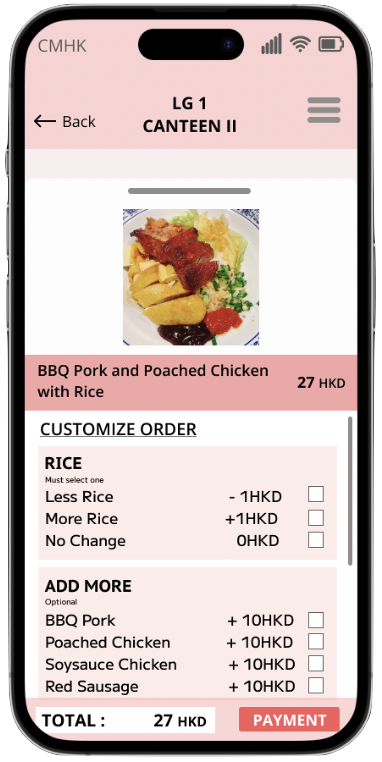 CMHK
← Back
LG 1
CANTEEN II
BBQ Pork and Poached Chicken
with Rice
27 HKD
CUSTOMIZE ORDER
RICE
Must select one
Less Rice - 1HKD
More Rice +1HKD
No Change 0HKD
ADD MORE
Optional
BBQ Pork + 10HKD
Poached Chicken + 10HKD
Soysauce Chicken + 10HKD
Red Sausage + 10HKD
TOTAL : 27 HKD
PAYMENT